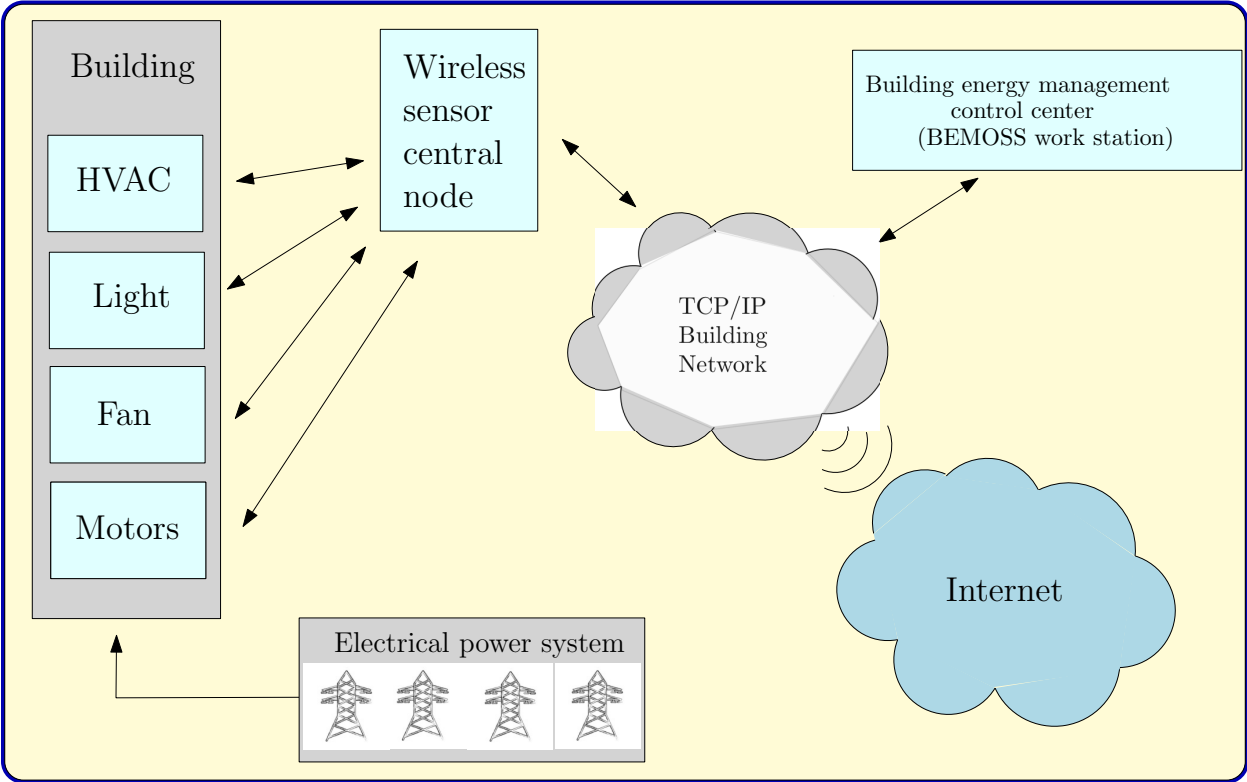 Building
HVAC
Light
Fan
Motors
Wireless
sensor
central
node
Building energy management
control center
(BEMOSS work station)
TCP/IP
Building
Network
Internet
Electrical power system